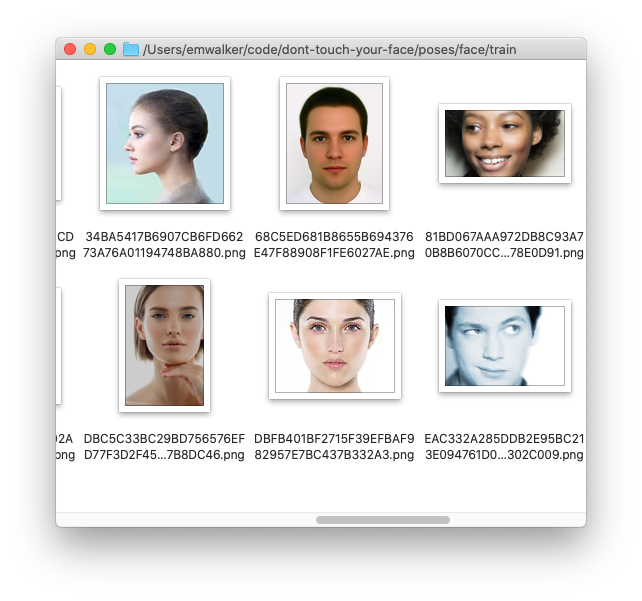 /Users/emwalker/code/dont-touch-your-face/poses/face/train
CD
png
34BA5417B6907CB6FD662
73A76A01194748BA880.png
68C5ED681B8655B694376
E47F88908F1FE6027AE.png
81BD067AAA972DB8C93A7
0B8B6070CC...78E0D91.png
92A
png
DBC5C33BC29BD756576EF
D77F3D2F45...7B8DC46.png
DBFB401BF2715F39EFBAF9
82957E7BC437B332A3.png
EAC332A285DDB2E95BC21
3E094761D0...302C009.png